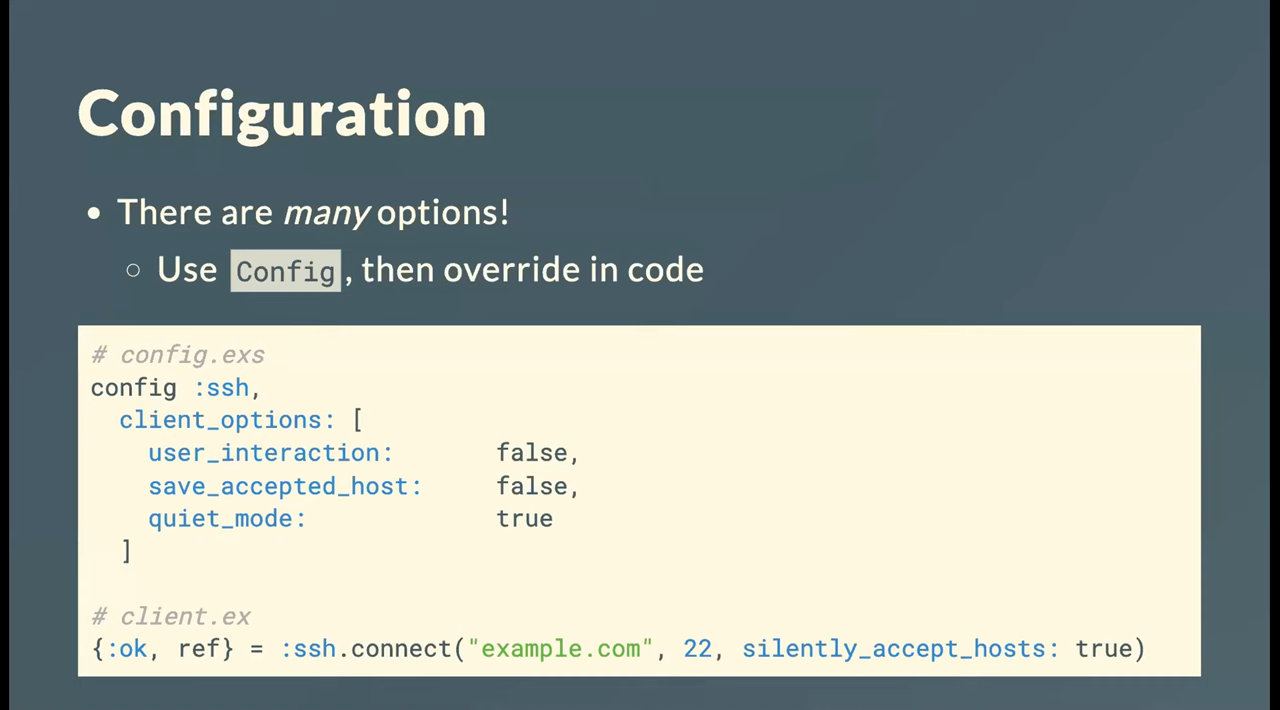 Configuration
• There are many options!
○ Use Config, then override in code
# config.exs
config :ssh,
  client_options: [
    user_interaction:       false,
    save_accepted_host:     false,
    quiet_mode:             true
  ]
# client.ex
{:ok, ref} = :ssh.connect("example.com", 22, silently_accept_hosts: true)